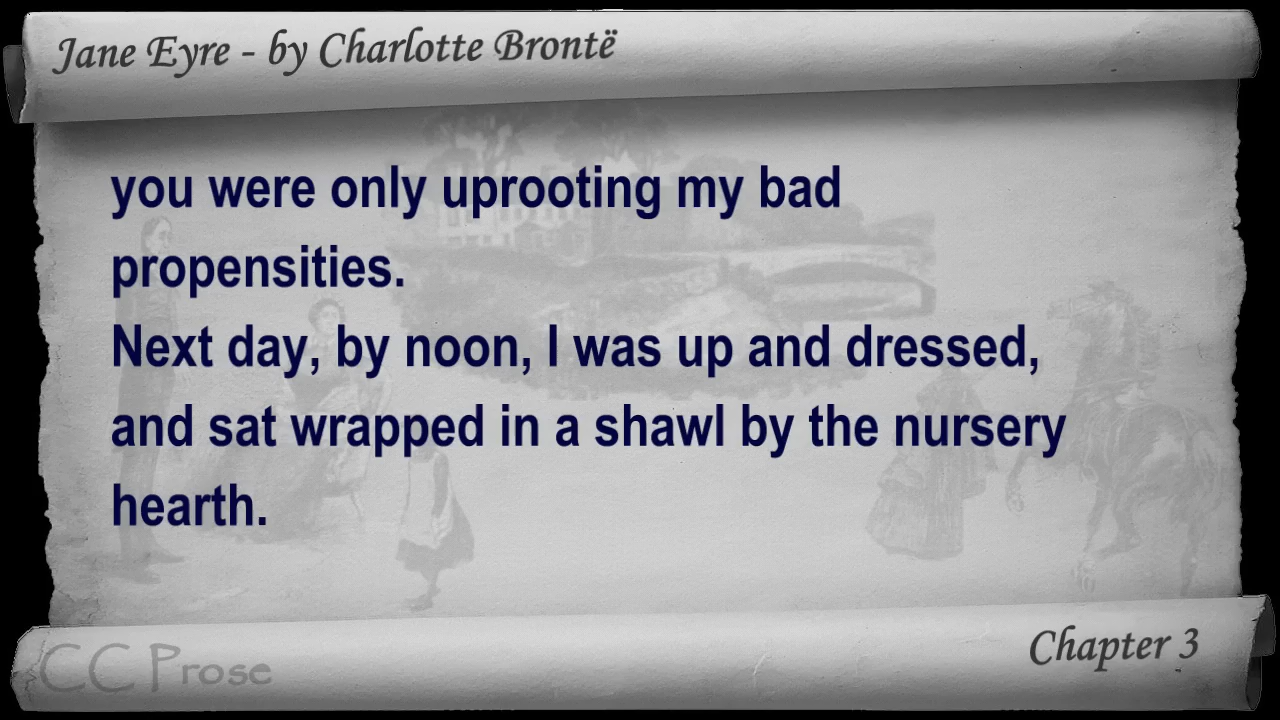 Jane Eyre - by Charlotte Brontë
you were only uprooting my bad
propensities.
Next day, by noon, I was up and dressed,
and sat wrapped in a shawl by the nursery
hearth.
Chapter 3
CC Prose